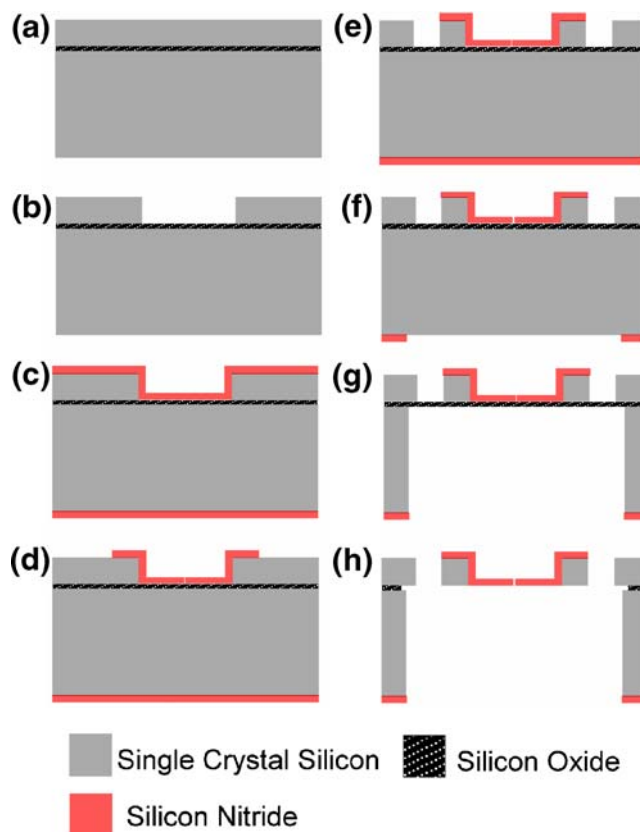 (a)
(e)
(b)
(f)
(c)
(g)
(d)
(h)
Single Crystal Silicon
Silicon Oxide
Silicon Nitride